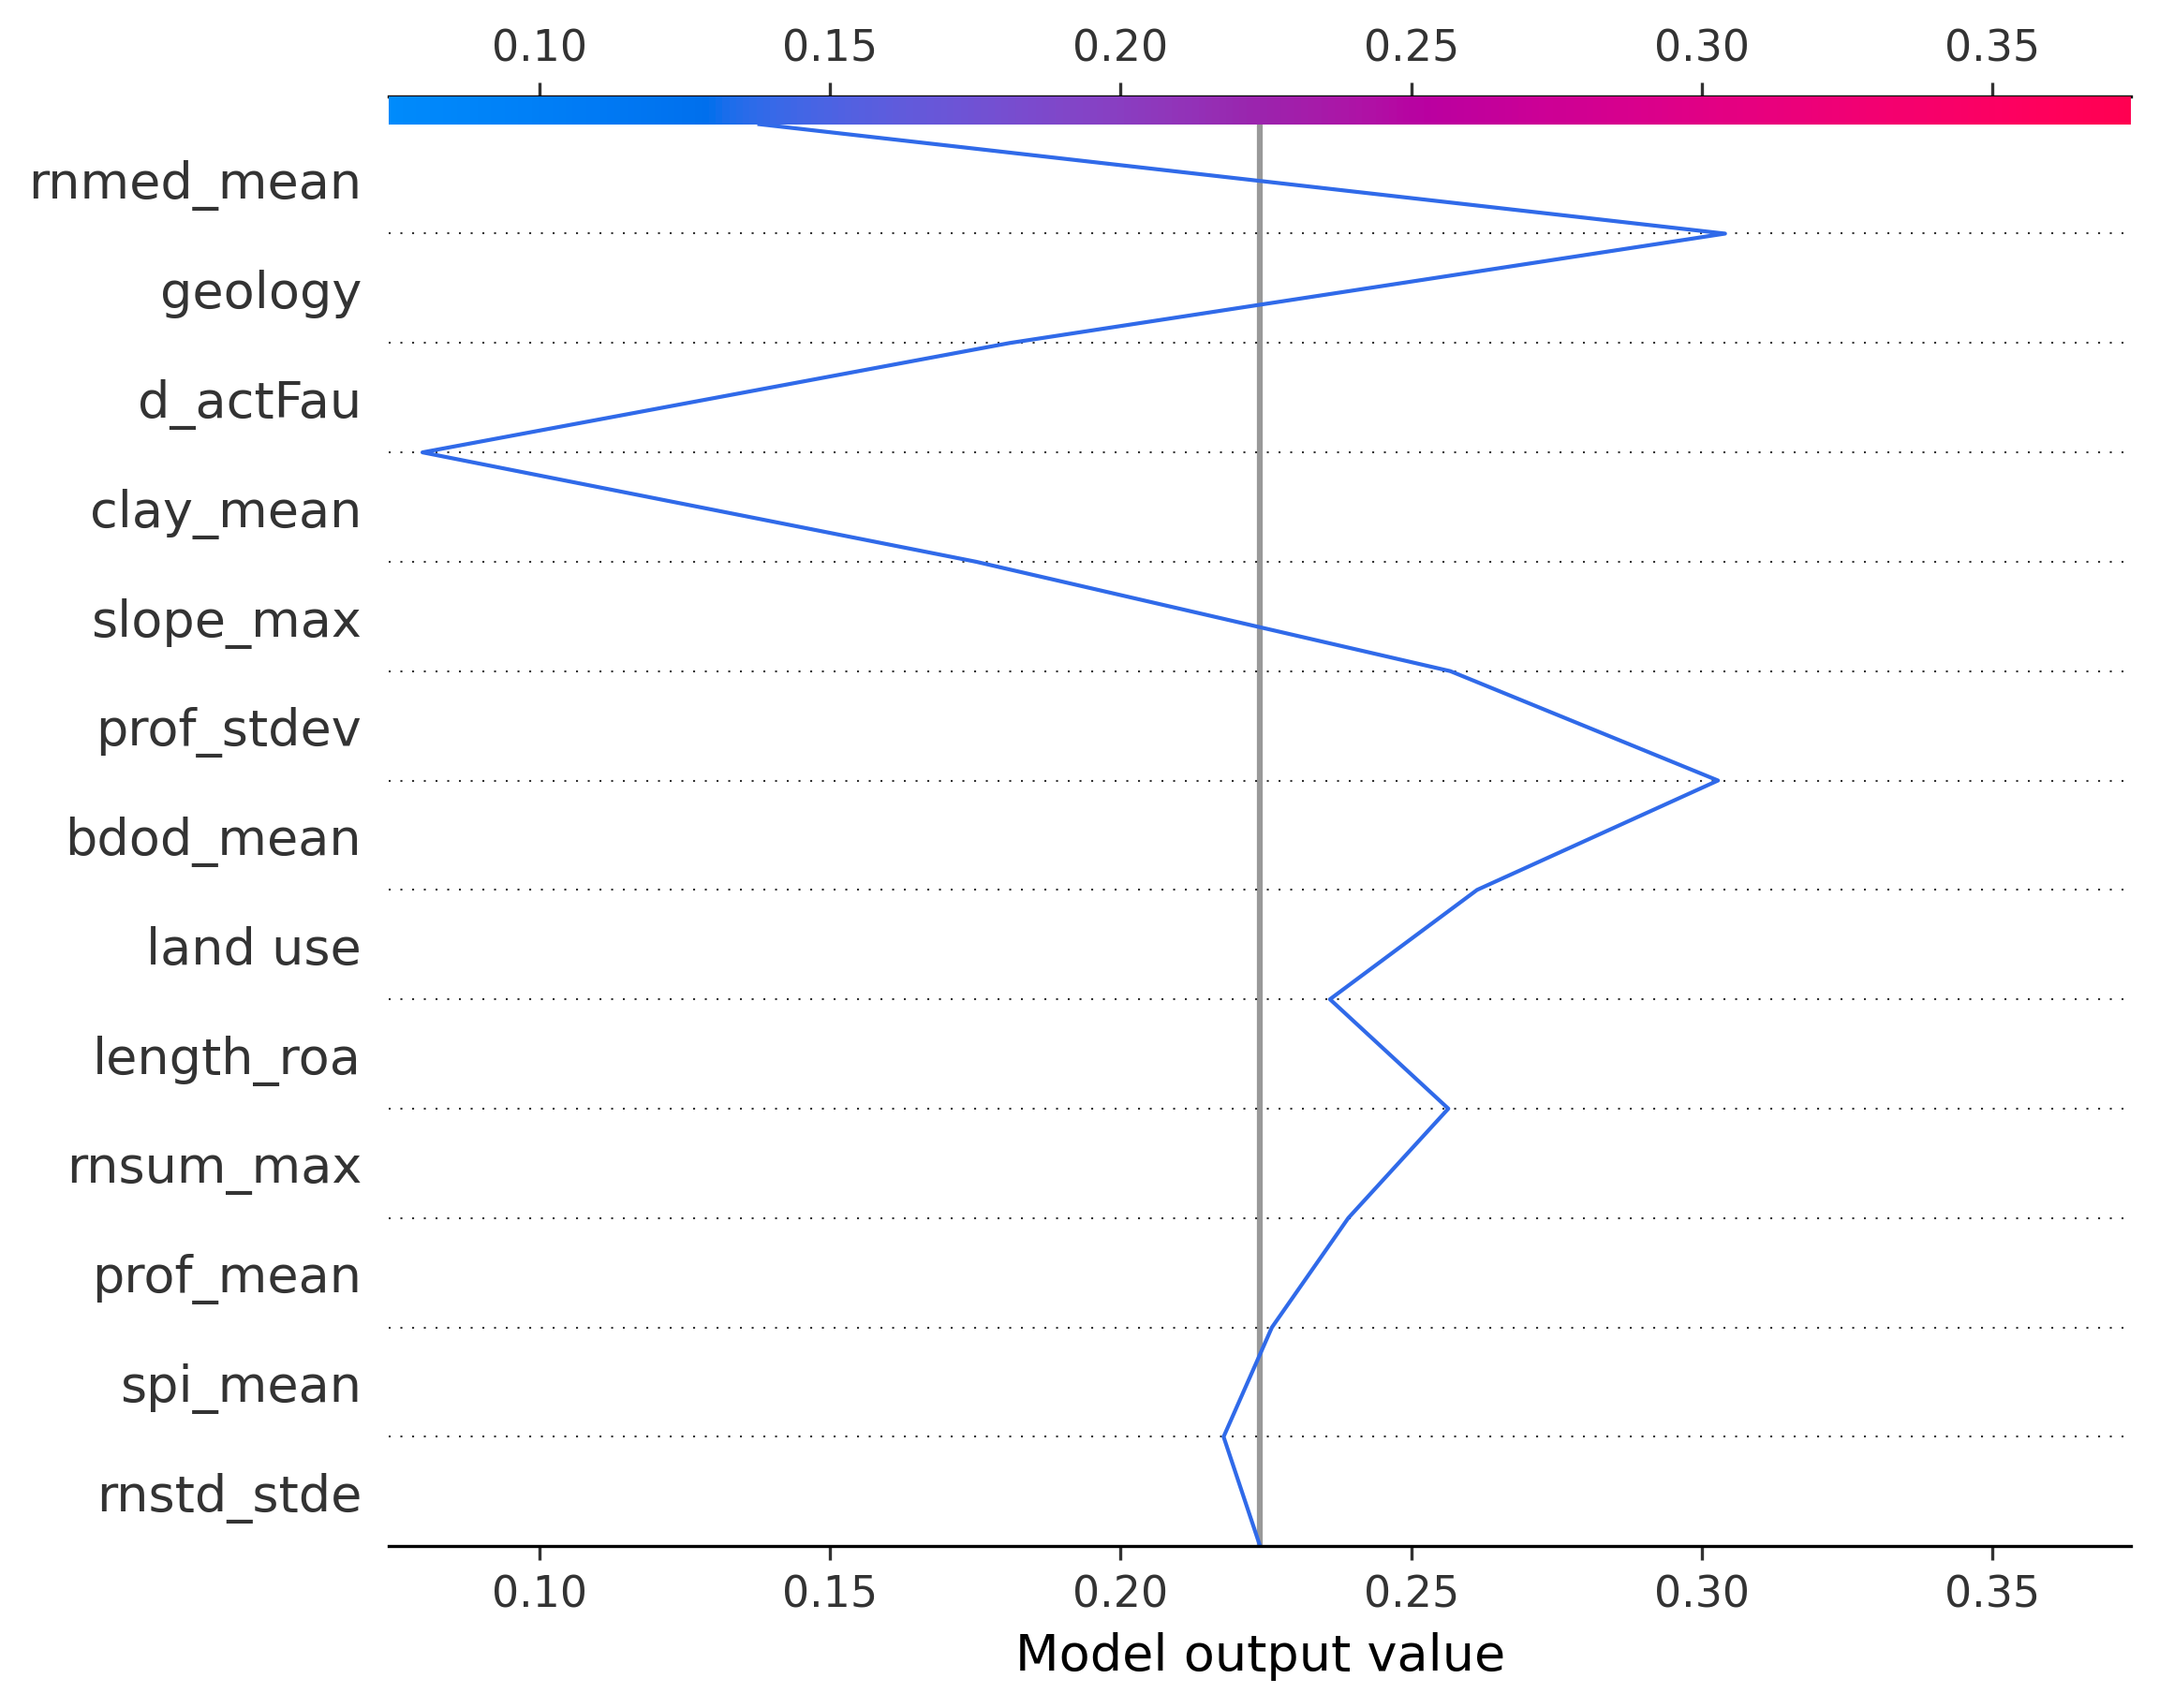 0.10 0.15 0.20 0.25 0.30 0.35
rnmed_mean
geology
d_actFau
clay_mean
slope_max
prof_stdev
bdod_mean
land use
length_roa
rnsum_max
prof_mean
spi_mean
rnstd_stde
0.10 0.15 0.20 0.25 0.30 0.35
Model output value